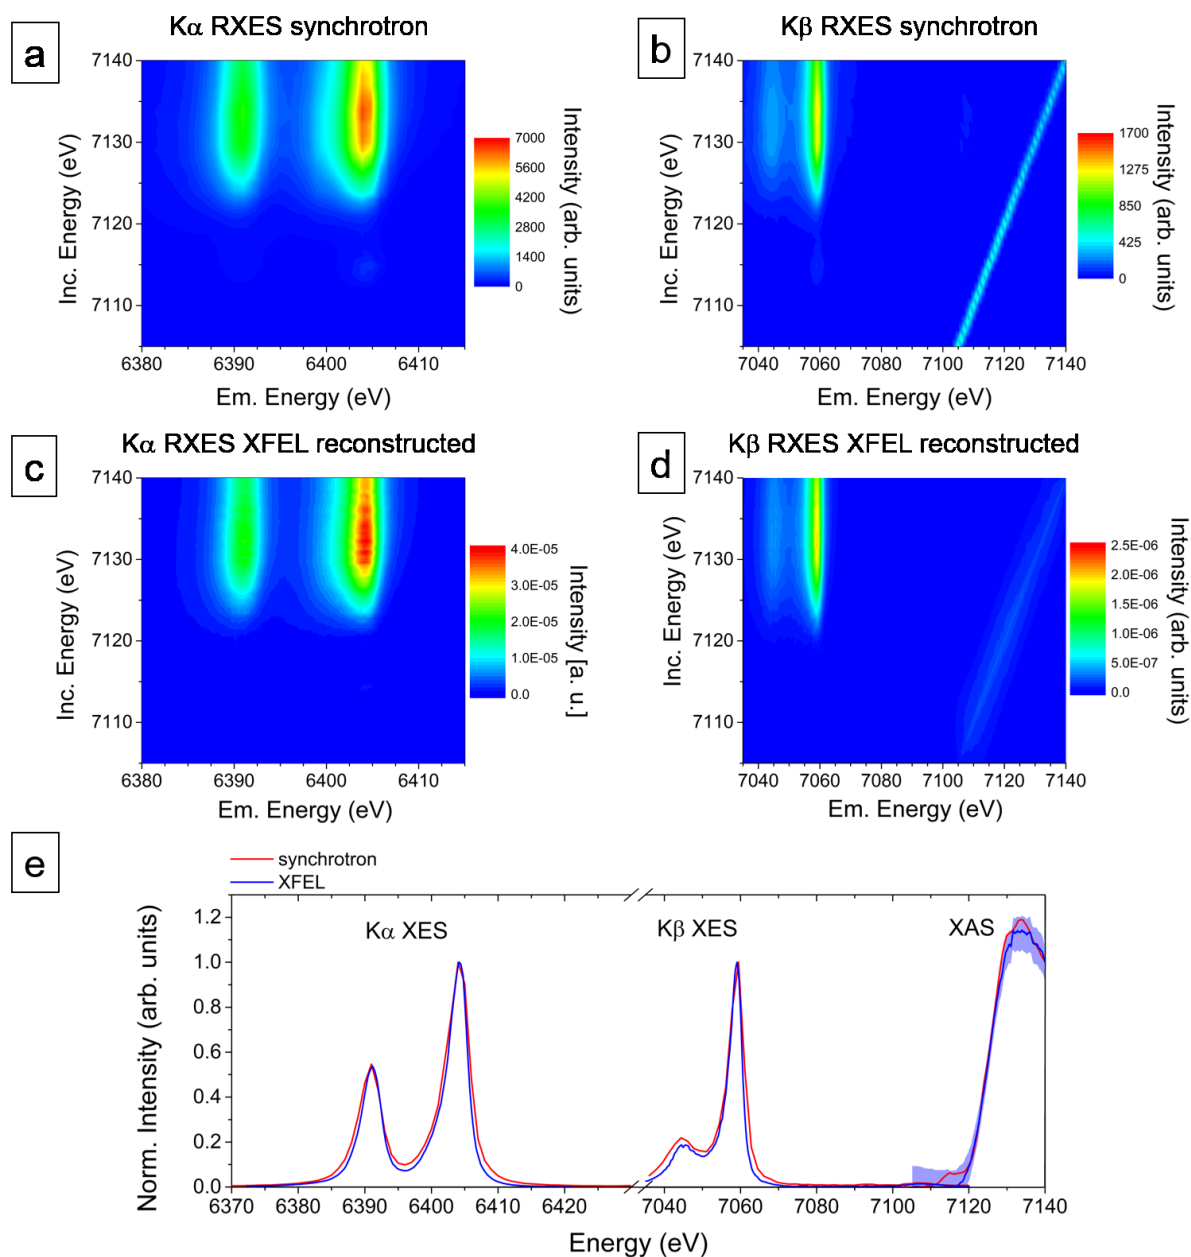 a
Kα RXES synchrotron
7140
7130
7120
7110
Inc. Energy (eV)
6380
6390
6400
6410
Em. Energy (eV)
7000
5600
4200
2800
1400
0
Intensity (arb. units)
b
Kβ RXES synchrotron
7140
7130
7120
7110
Inc. Energy (eV)
7040
7060
7080
7100
7120
7140
Em. Energy (eV)
1700
1275
850
425
0
Intensity (arb. units)
c
Kα RXES XFEL reconstructed
7140
7130
7120
7110
Inc. Energy (eV)
6380
6390
6400
6410
Em. Energy (eV)
4.0E-05
3.0E-05
2.0E-05
1.0E-05
0.0
Intensity [a. u.]
d
Kβ RXES XFEL reconstructed
7140
7130
7120
7110
Inc. Energy (eV)
7040
7060
7080
7100
7120
7140
Em. Energy (eV)
2.5E-06
2.0E-06
1.5E-06
1.0E-06
5.0E-07
0.0
Intensity (arb. units)
e
synchrotron
XFEL
Kα XES
Kβ XES
XAS
1.2
1.0
0.8
0.6
0.4
0.2
0.0
Norm. Intensity (arb. units)
6370
6380
6390
6400
6410
6420
7040
7060
7080
7100
7120
7140
Energy (eV)